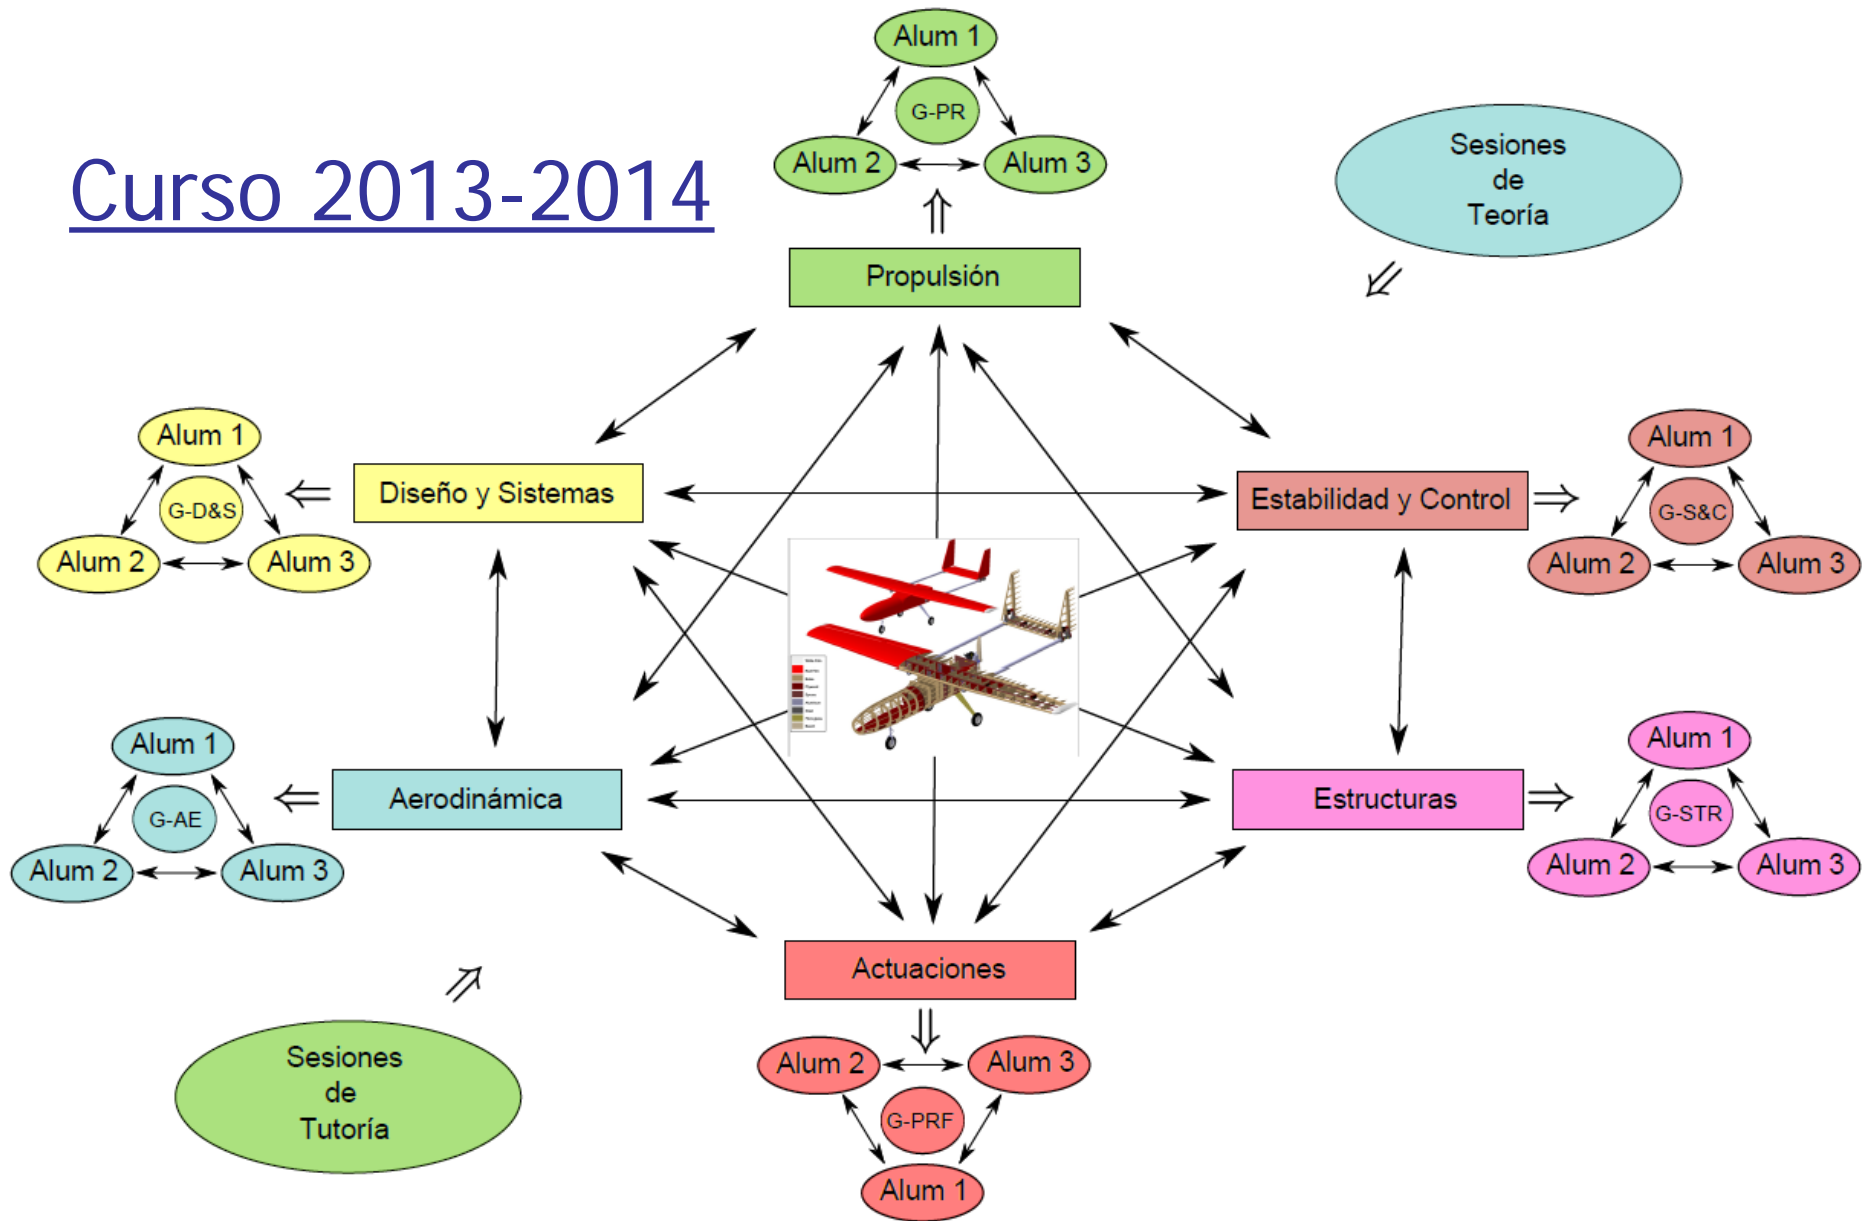 Curso 2013-2014
Alum 1
G-PR
Alum 2
Alum 3
Propulsión
Sesiones
de
Teoría
Alum 1
G-D&S
Alum 2
Alum 3
Diseño y Sistemas
Estabilidad y Control
Alum 1
G-S&C
Alum 2
Alum 3
Alum 1
G-AE
Alum 2
Alum 3
Aerodinámica
Estructuras
Alum 1
G-STR
Alum 2
Alum 3
Actuaciones
Alum 2
Alum 3
G-PRF
Alum 1
Sesiones
de
Tutoría